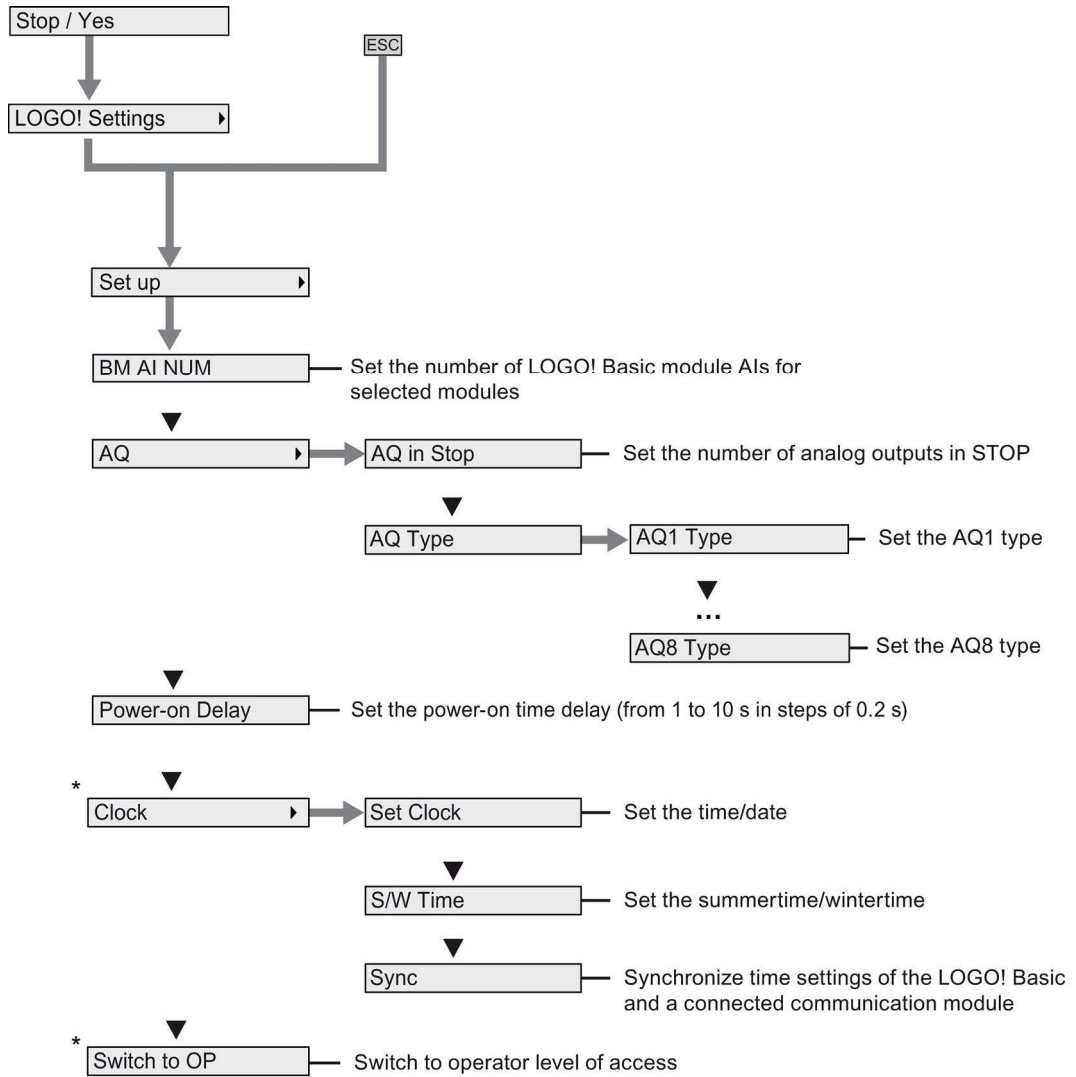 Stop / Yes
ESC
LOGO! Settings
Set up
BM AI NUM
Set the number of LOGO! Basic module AIs for
selected modules
AQ
AQ in Stop
Set the number of analog outputs in STOP
AQ Type
AQ1 Type
Set the AQ1 type
...
AQ8 Type
Set the AQ8 type
Power-on Delay
Set the power-on time delay (from 1 to 10 s in steps of 0.2 s)
*
Clock
Set Clock
Set the time/date
S/W Time
Set the summertime/wintertime
Sync
Synchronize time settings of the LOGO! Basic
and a connected communication module
*
Switch to OP
Switch to operator level of access